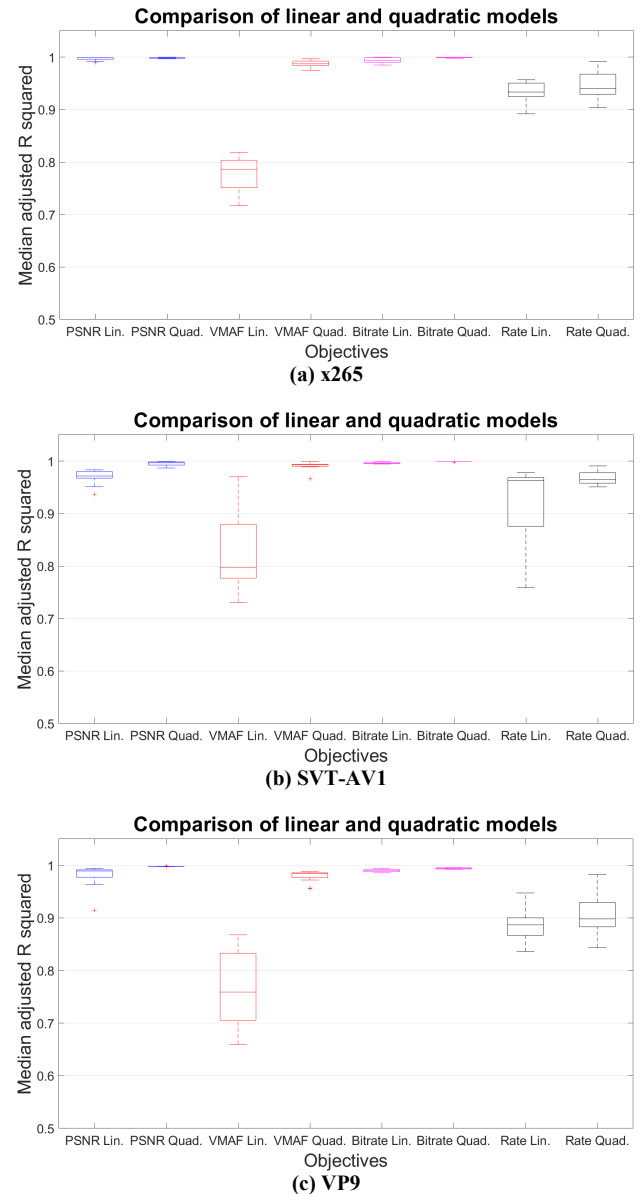 Comparison of linear and quadratic models
Median adjusted R squared
1
0.9
0.8
0.7
0.6
0.5
PSNR Lin. PSNR Quad. VMAF Lin. VMAF Quad. Bitrate Lin. Bitrate Quad. Rate Lin. Rate Quad.
Objectives
(a) x265
Comparison of linear and quadratic models
Median adjusted R squared
1
0.9
0.8
0.7
0.6
0.5
PSNR Lin. PSNR Quad. VMAF Lin. VMAF Quad. Bitrate Lin. Bitrate Quad. Rate Lin. Rate Quad.
Objectives
(b) SVT-AV1
Comparison of linear and quadratic models
Median adjusted R squared
1
0.9
0.8
0.7
0.6
0.5
PSNR Lin. PSNR Quad. VMAF Lin. VMAF Quad. Bitrate Lin. Bitrate Quad. Rate Lin. Rate Quad.
Objectives
(c) VP9